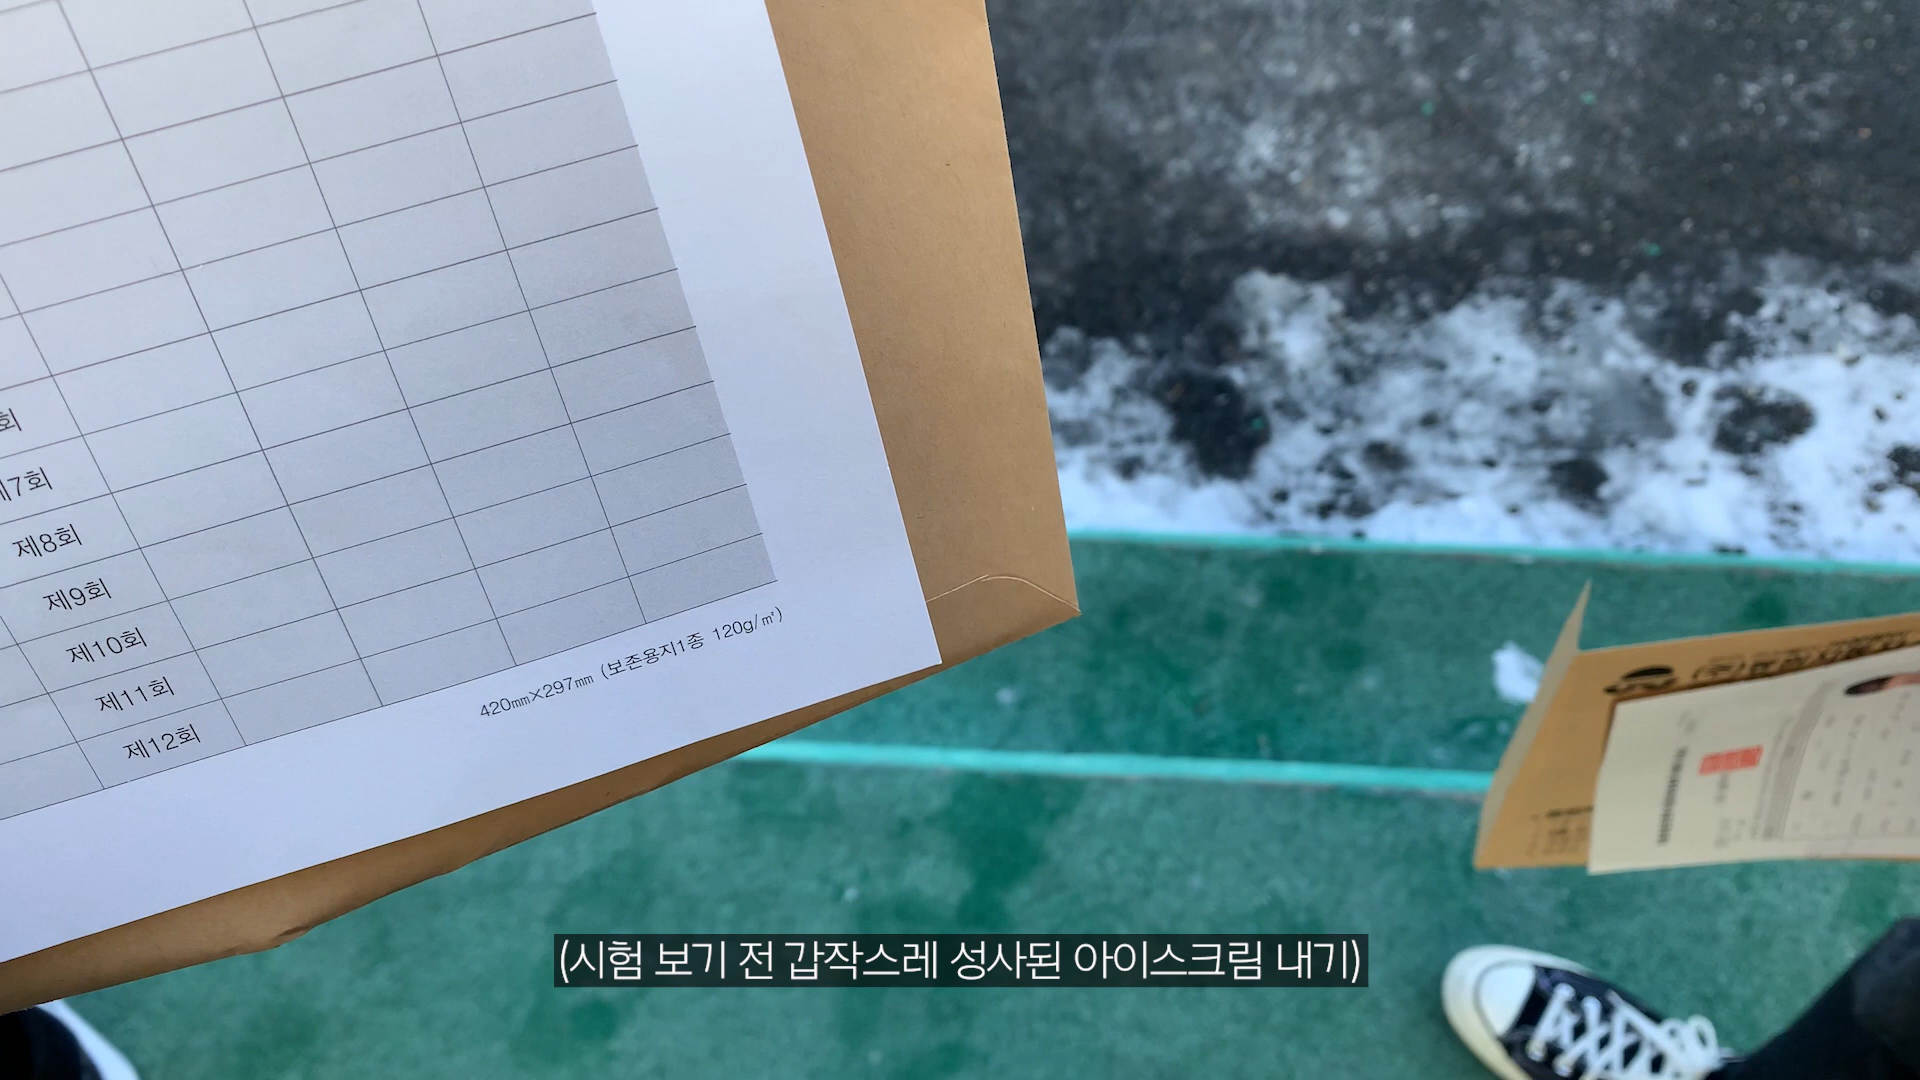 회
제7회
제8회
제9회
제10회
제11회
제12회
420㎜×297㎜ (보존용지1종 120g/㎡)
(시험 보기 전 갑작스레 성사된 아이스크림 내기)